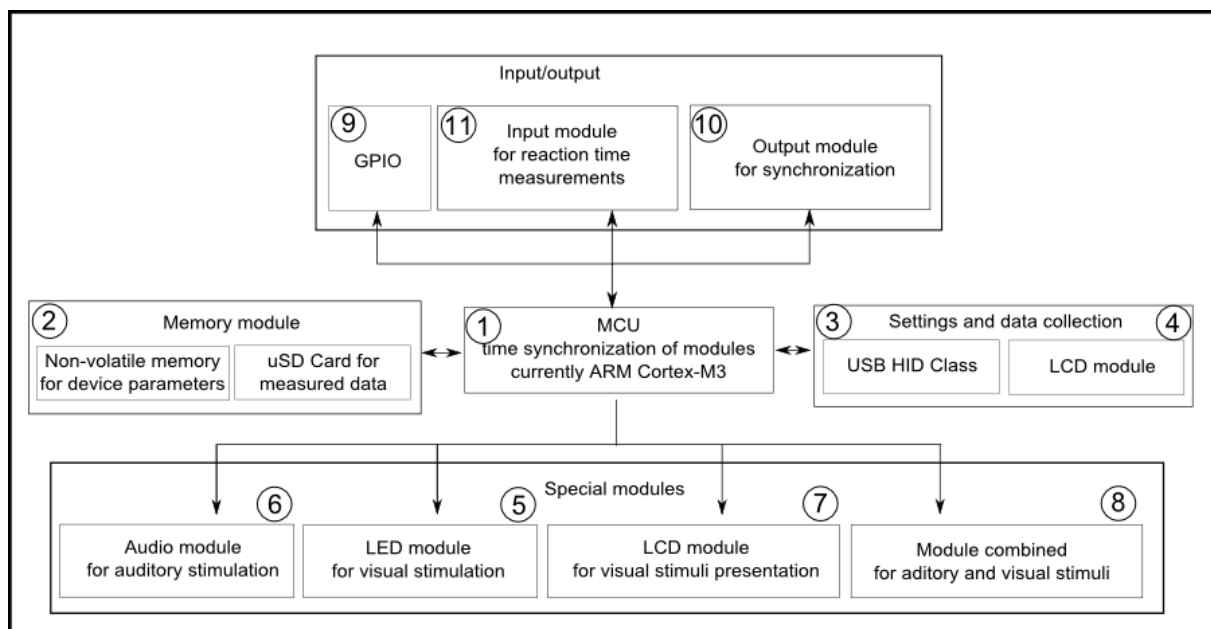 Input/output
9
GPIO
11
Input module
for reaction time
measurements
10
Output module
for synchronization
2
Memory module
Non-volatile memory
for device parameters
uSD Card for
measured data
1
MCU
time synchronization of modules
currently ARM Cortex-M3
3
Settings and data collection
4
USB HID Class
LCD module
Special modules
6
Audio module
for auditory stimulation
5
LED module
for visual stimulation
7
LCD module
for visual stimuli presentation
8
Module combined
for aditory and visual stimuli